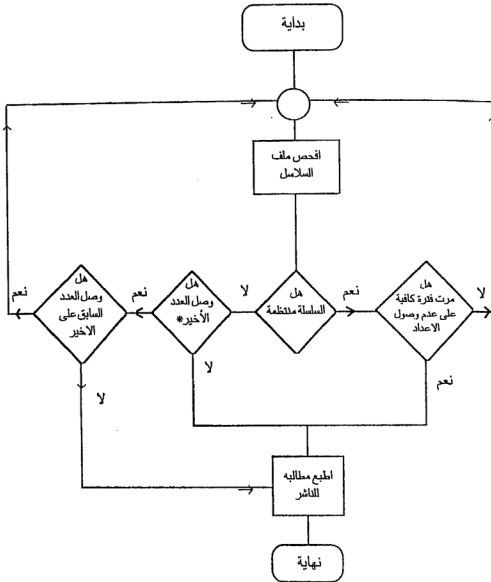 بداية
افحص ملف
السلاسل
هل
مرت فترة كافية
على عدم وصول
الاعداد
لا
نعم
نعم
هل
السلسلة منتظمة
لا
هل
وصل العدد
الأخير*
نعم
لا
هل
وصل العدد
السابق على
الاخير
نعم
لا
اطبع مطالبه
للناشر
نهاية